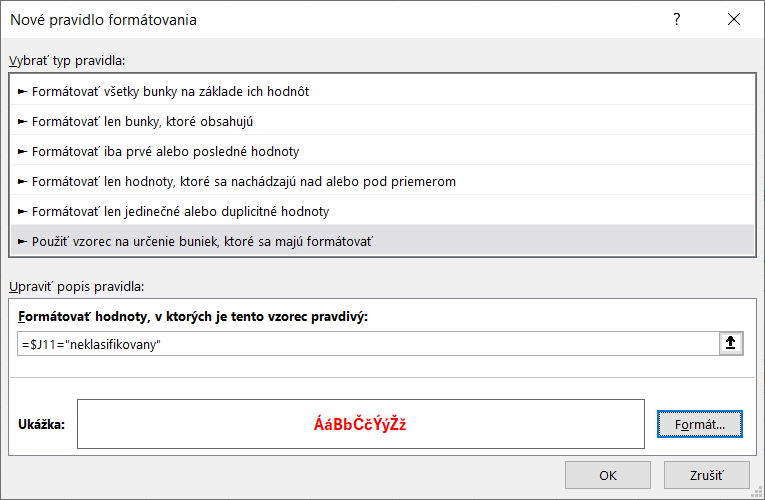 Nové pravidlo formátovania
?
Vybrať typ pravidla:
► Formátovať všetky bunky na základe ich hodnôt
► Formátovať len bunky, ktoré obsahujú
► Formátovať iba prvé alebo posledné hodnoty
► Formátovať len hodnoty, ktoré sa nachádzajú nad alebo pod priemerom
► Formátovať len jedinečné alebo duplicitné hodnoty
► Použiť vzorec na určenie buniek, ktoré sa majú formátovať
Upraviť popis pravidla:
Formátovať hodnoty, v ktorých je tento vzorec pravdivý:
=$J11="neklasifikovany"
Ukážka:
ÁáBbČčÝýŽž
Formát...
OK
Zrušiť